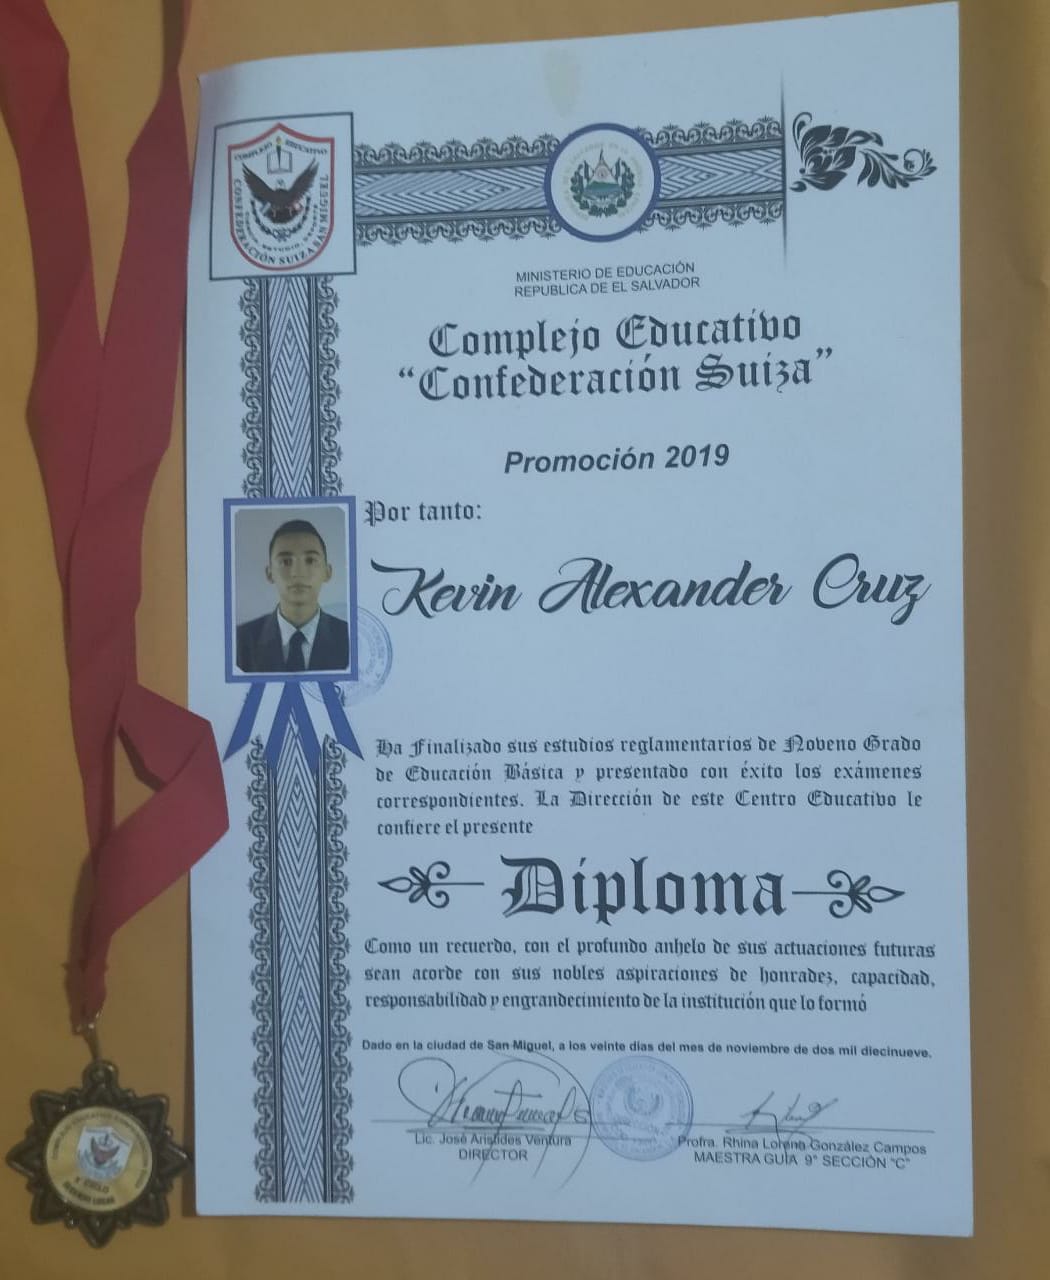 COMPLEJO EDUCATIVO
CONFEDERACIÓN SUIZA SAN MIGUEL
MINISTERIO DE EDUCACIÓN
REPUBLICA DE EL SALVADOR
Complejo Educativo
“Confederación Suiza”
Promoción 2019
Por tanto:
Kevin Alexander Cruz
Ha Finalizado sus estudios reglamentarios de Noveno Grado
de Educación Básica y presentado con éxito los exámenes
correspondientes. La Dirección de este Centro Educativo le
confiere el presente
Diploma
Como un recuerdo, con el profundo anhelo de sus actuaciones futuras
sean acorde con sus nobles aspiraciones de honradez, capacidad,
responsabilidad y engrandecimiento de la institución que lo formó
Dado en la ciudad de San Miguel, a los veinte días del mes de noviembre de dos mil diecinueve.
Lic. José Aristides Ventura
DIRECTOR
Profra. Rhina Lorena González Campos
MAESTRA GUÍA 9° SECCIÓN "C"